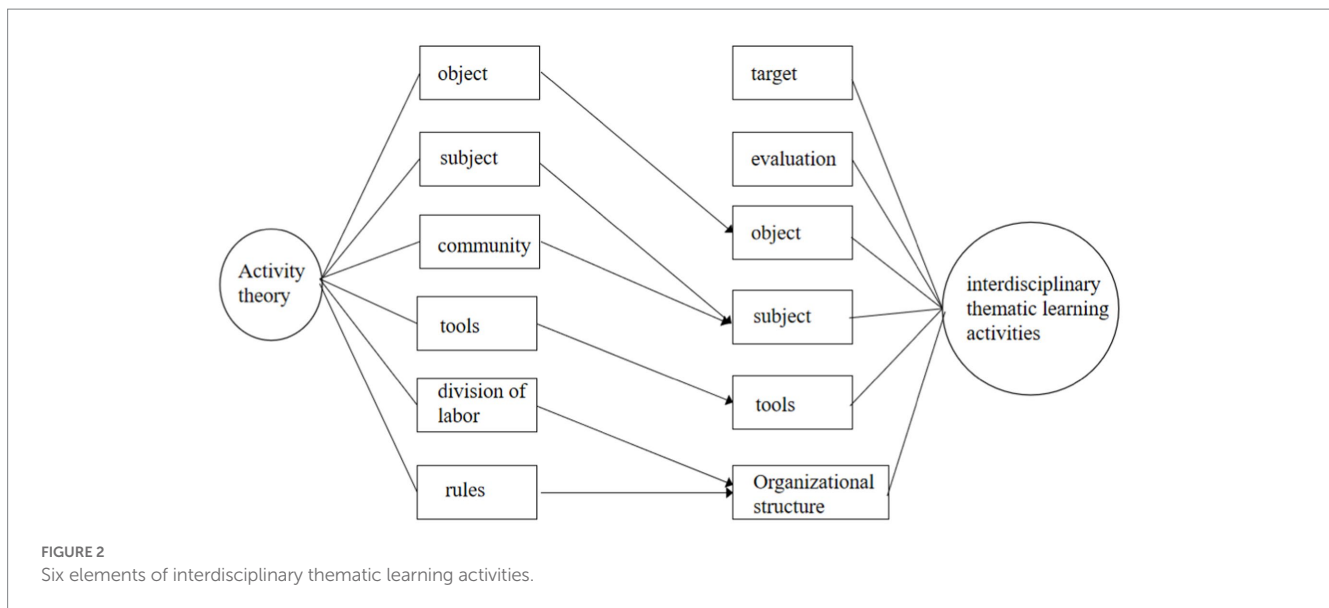 object
subject
community
tools
division of
labor
rules
Activity
theory
target
evaluation
object
subject
tools
Organizational
structure
interdisciplinary
thematic learning
activities
FIGURE 2
Six elements of interdisciplinary thematic learning activities.